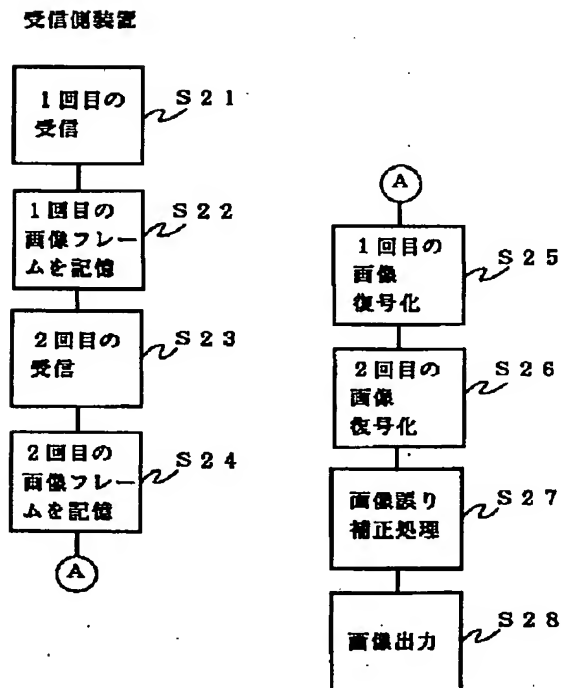 受信側装置
1回目の
受信
S21
1回目の
画像フレー
ムを記憶
S22
2回目の
受信
S23
2回目の
画像フレー
ムを記憶
S24
A
A
1回目の
画像
復号化
S25
2回目の
画像
復号化
S26
画像誤り
補正処理
S27
画像出力
S28